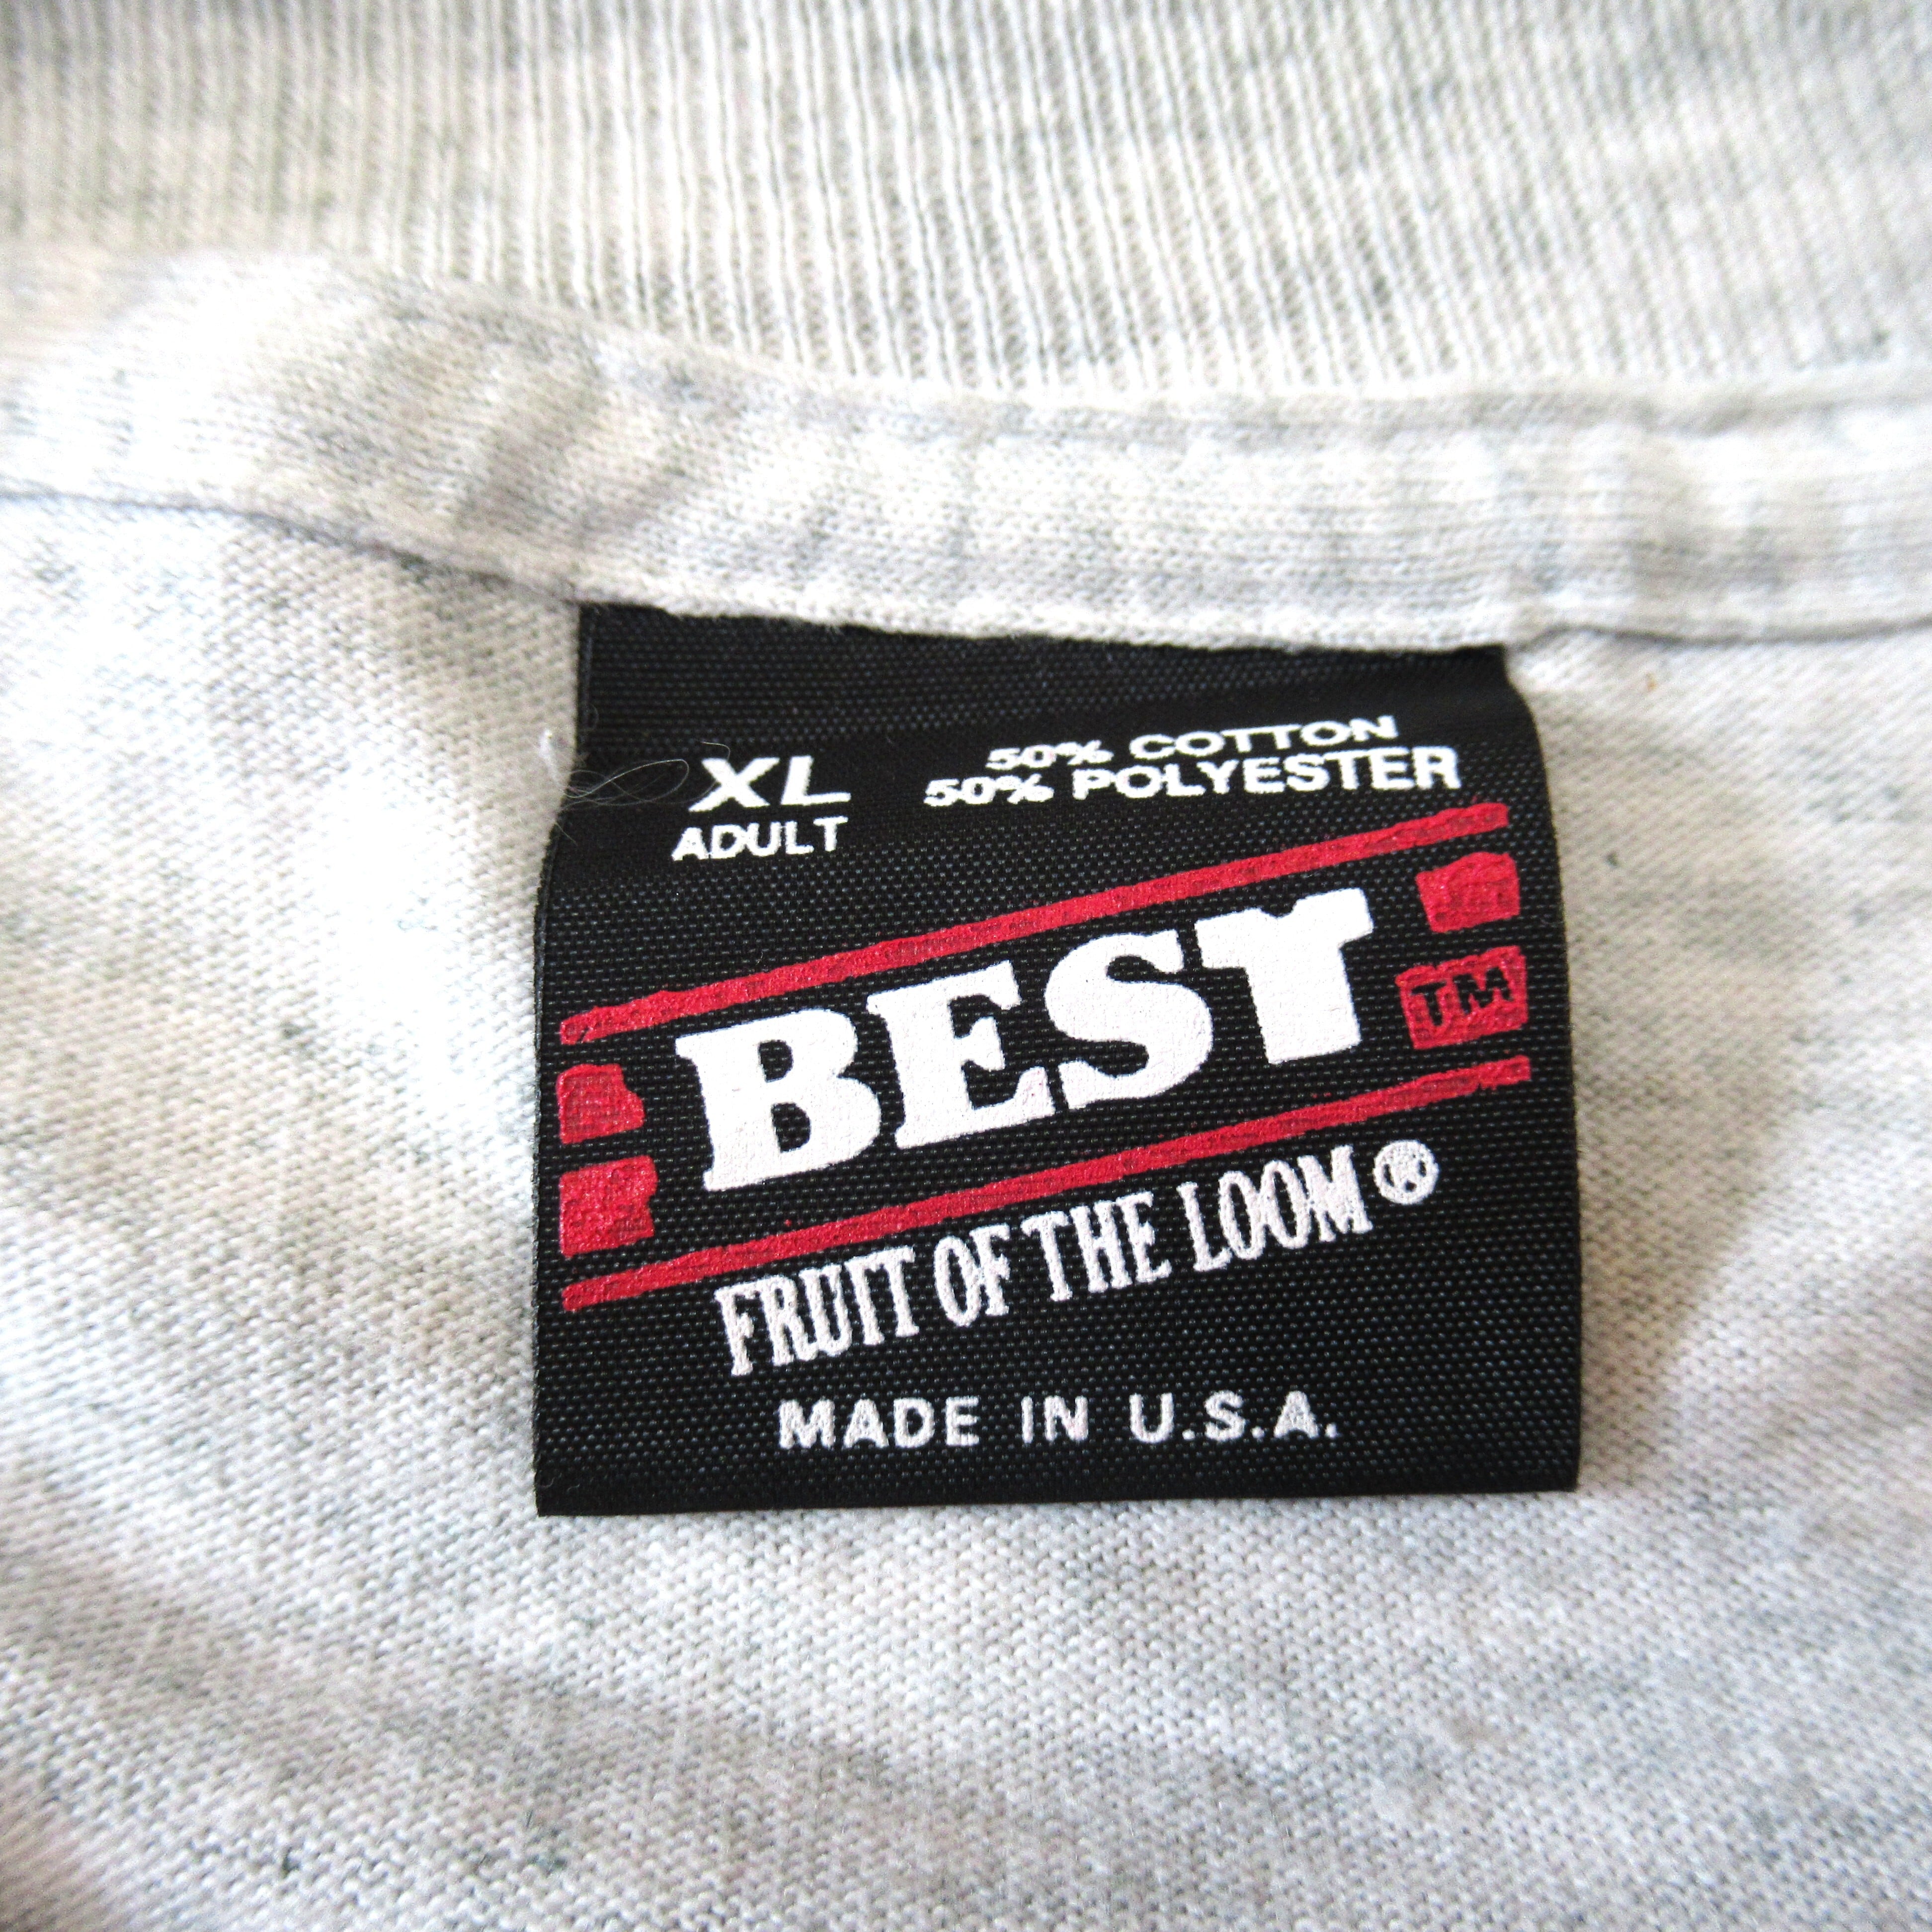 XL
ADULT
50% COTTON
50% POLYESTER
BEST
TM
FRUIT OF THE LOOM®
MADE IN U.S.A.